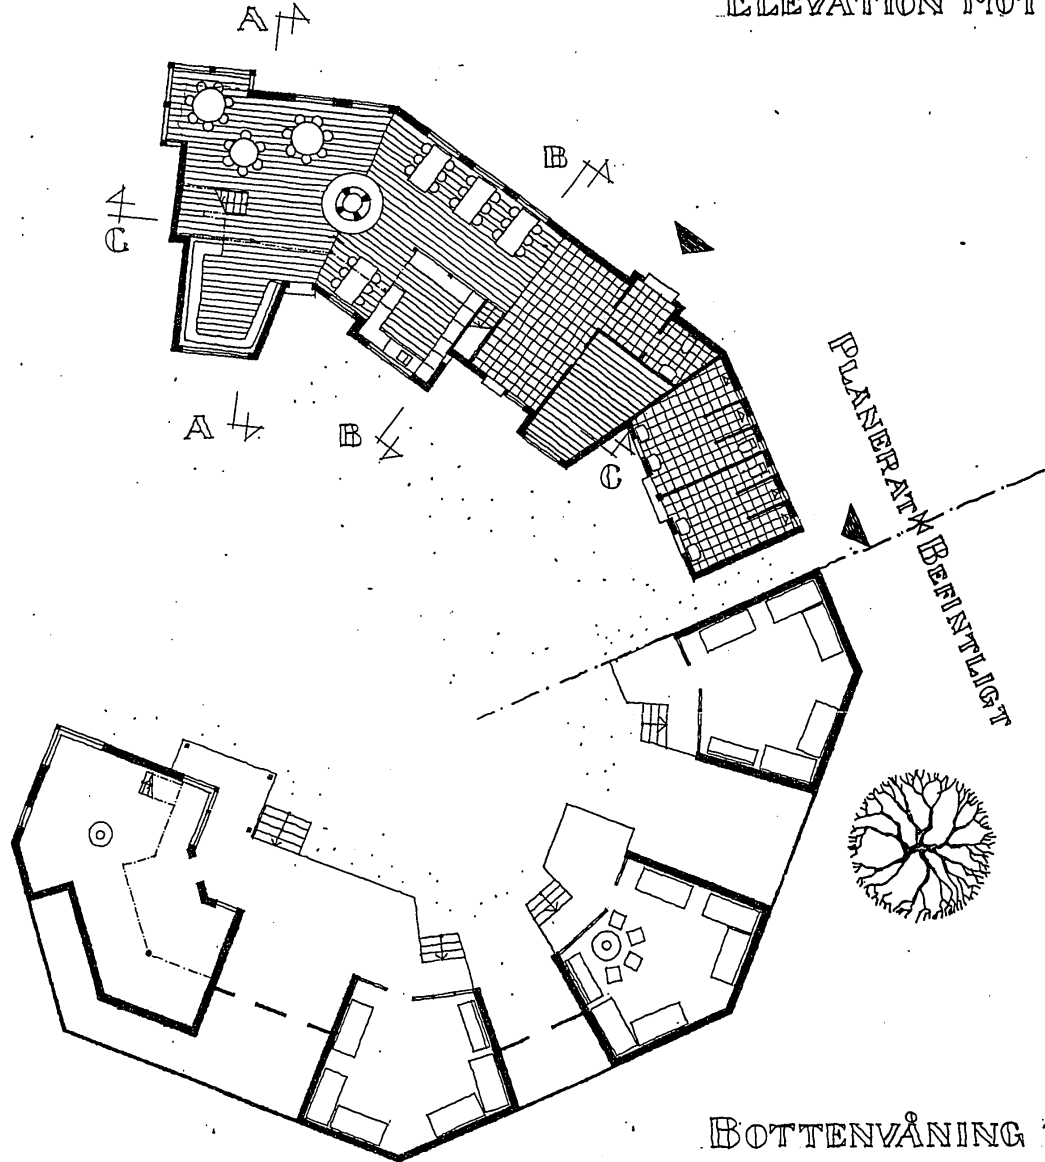 ELEVATION MOT
A
B
C
A
B
C
PLANERAT
BEFINTLIGT
BOTTENVÅNING